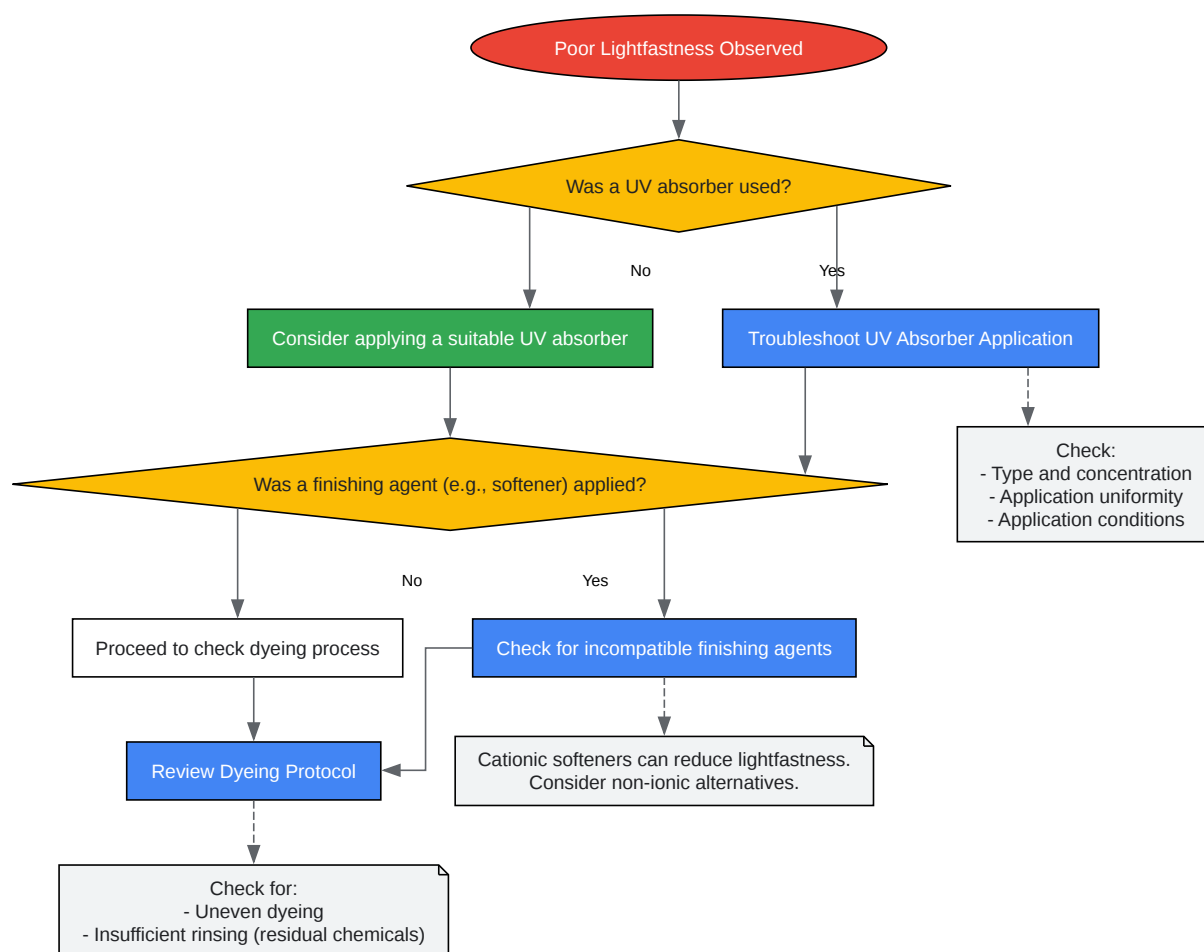 Poor Lightfastness Observed
Was a UV absorber used?
No
Yes
Consider applying a suitable UV absorber
Troubleshoot UV Absorber Application
Check:
- Type and concentration
- Application uniformity
- Application conditions
Was a finishing agent (e.g., softener) applied?
No
Yes
Proceed to check dyeing process
Check for incompatible finishing agents
Cationic softeners can reduce lightfastness.
Consider non-ionic alternatives.
Review Dyeing Protocol
Check for:
- Uneven dyeing
- Insufficient rinsing (residual chemicals)